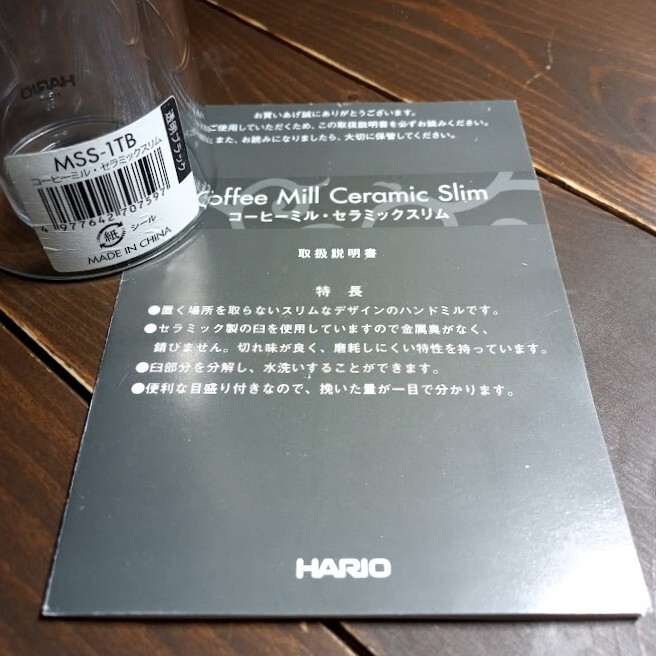 HARIO
透明ブラック
MSS-1TB
コーヒーミル・セラミックスリム
4 977642 707597
紙
シール
MADE IN CHINA
お買いあげ誠にありがとうございます。
ご使用していただくため、この取扱説明書を必ずお読みください。
また、お読みになりましたら、大切に保管してください。
Coffee Mill Ceramic Slim
コーヒーミル・セラミックスリム
取扱説明書
特長
●置く場所を取らないスリムなデザインのハンドミルです。
●セラミック製の臼を使用していますので金属臭がなく、
錆びません。切れ味が良く、磨耗しにくい特性を持っています。
●臼部分を分解し、水洗いすることができます。
●便利な目盛り付きなので、挽いた量が一目で分かります。
HARIO